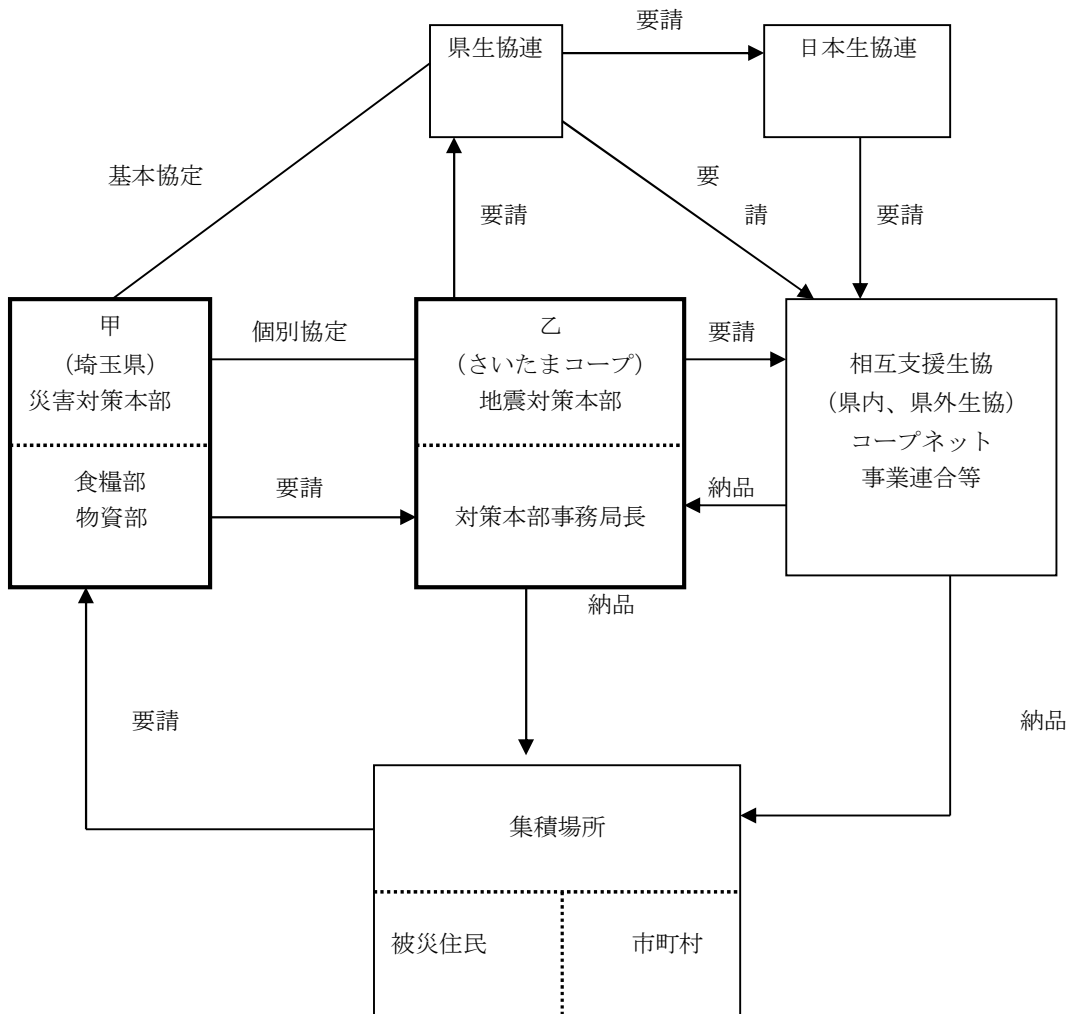 要請
県生協連
日本生協連
基本協定
要
請
要請
要請
甲
(埼玉県)
災害対策本部
個別協定
乙
(さいたまコープ)
地震対策本部
要請
相互支援生協
(県内、県外生協)
コープネット
事業連合等
食糧部
物資部
要請
対策本部事務局長
納品
納品
要請
納品
集積場所
被災住民
市町村